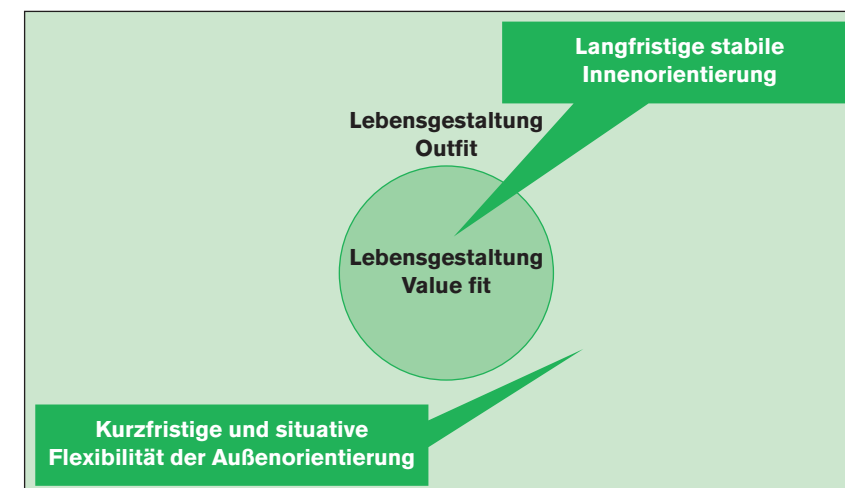 Langfristige stabile
Innenorientierung
Lebensgestaltung
Outfit
Lebensgestaltung
Value fit
Kurzfristige und situative
Flexibilität der Außenorientierung